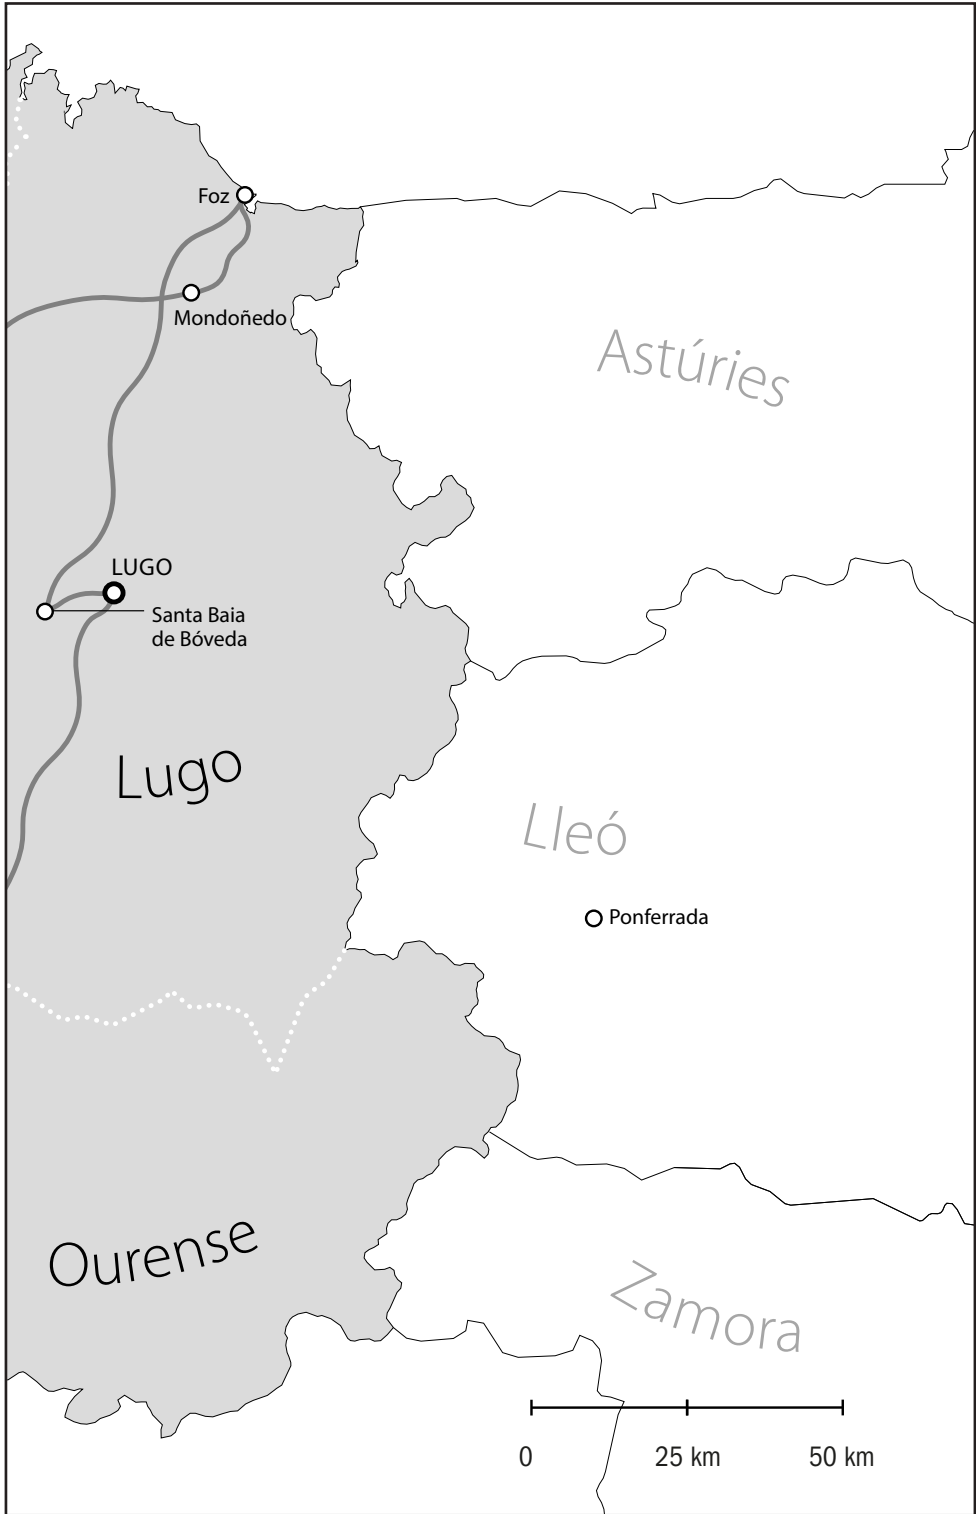 Foz
Mondoñedo
Astúries
LUGO
Santa Baia
de Bóveda
Lugo
Lleó
Ponferrada
Ourense
Zamora
0 25 km 50 km